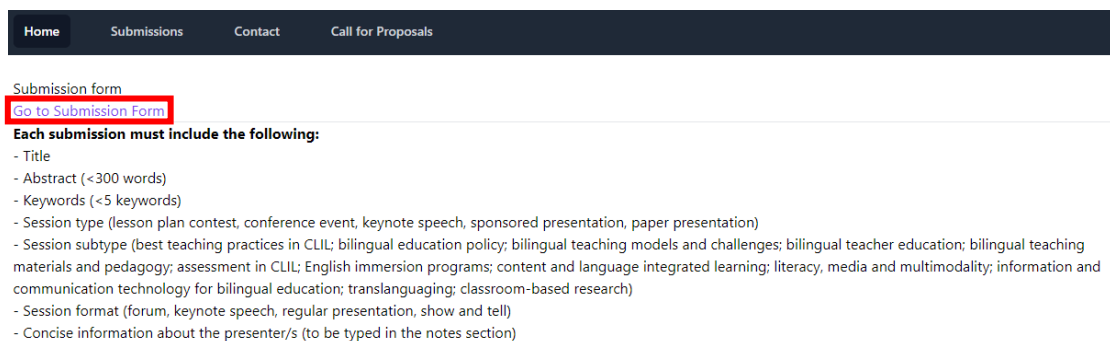 Home Submissions Contact Call for Proposals
Submission form
Go to Submission Form
Each submission must include the following:
- Title
- Abstract (<300 words)
- Keywords (<5 keywords)
- Session type (lesson plan contest, conference event, keynote speech, sponsored presentation, paper presentation)
- Session subtype (best teaching practices in CLIL; bilingual education policy; bilingual teaching models and challenges; bilingual teacher education; bilingual teaching
materials and pedagogy; assessment in CLIL; English immersion programs; content and language integrated learning; literacy, media and multimodality; information and
communication technology for bilingual education; translanguaging; classroom-based research)
- Session format (forum, keynote speech, regular presentation, show and tell)
- Concise information about the presenter/s (to be typed in the notes section)